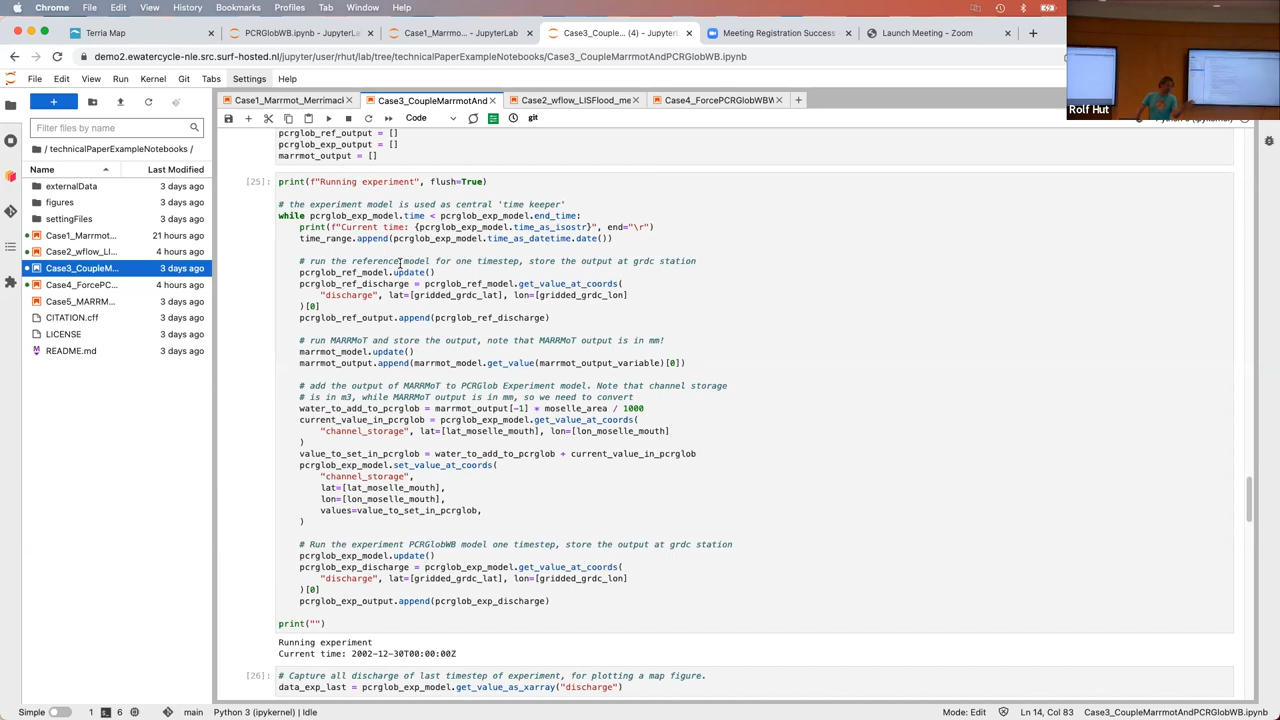 Chrome File Edit View History Bookmarks Profiles Tab Window Help
Terria Map
PCRGlobWB.ipynb - JupyterLa
Case1_Marrmo... - JupyterLab
Case3_Couple... (4) - JupyterL
Meeting Registration Success
Launch Meeting - Zoom
demo2.ewatercycle-nle.src.surf-hosted.nl/jupyter/user/rhut/lab/tree/technicalPaperExampleNotebooks/Case3_CoupleMarrmotAndPCRGlobWB.ipynb
Rolf Hut
File Edit View Run Kernel Git Tabs Settings Help
Case1_Marrmot_Merrimack
Case3_CoupleMarrmotAnd
Case2_wflow_LISFlood_me
Case4_ForcePCRGlobWBW
Code
git
Filter files by name
/ technicalPaperExampleNotebooks /
Name Last Modified
externalData 3 days ago
figures 3 days ago
settingFiles 3 days ago
Case1_Marrmot... 21 hours ago
Case2_wflow_LI... 4 hours ago
Case3_CoupleM... 3 days ago
Case4_ForcePC... 4 hours ago
Case5_MARRM... 3 days ago
CITATION.cff 3 days ago
LICENSE 3 days ago
README.md 3 days ago
pcrglob_ref_output = []
pcrglob_exp_output = []
marrmot_output = []
[25]: print(f"Running experiment", flush=True)
# the experiment model is used as central 'time keeper'
while pcrglob_exp_model.time < pcrglob_exp_model.end_time:
print(f"Current time: {pcrglob_exp_model.time_as_isostr}", end="\r")
time_range.append(pcrglob_exp_model.time_as_datetime.date())
# run the reference model for one timestep, store the output at grdc station
pcrglob_ref_model.update()
pcrglob_ref_discharge = pcrglob_ref_model.get_value_at_coords(
"discharge", lat=[gridded_grdc_lat], lon=[gridded_grdc_lon]
)[0]
pcrglob_ref_output.append(pcrglob_ref_discharge)
# run MARRMoT and store the output, note that MARRMoT output is in mm!
marrmot_model.update()
marrmot_output.append(marrmot_model.get_value(marrmot_output_variable)[0])
# add the output of MARRMoT to PCRGlob Experiment model. Note that channel storage
# is in m3, while MARRMoT output is in mm, so we need to convert
water_to_add_to_pcrglob = marrmot_output[-1] * moselle_area / 1000
current_value_in_pcrglob = pcrglob_exp_model.get_value_at_coords(
"channel_storage", lat=[lat_moselle_mouth], lon=[lon_moselle_mouth]
)
value_to_set_in_pcrglob = water_to_add_to_pcrglob + current_value_in_pcrglob
pcrglob_exp_model.set_value_at_coords(
"channel_storage",
lat=[lat_moselle_mouth],
lon=[lon_moselle_mouth],
values=value_to_set_in_pcrglob,
)
# Run the experiment PCRGlobWB model one timestep, store the output at grdc station
pcrglob_exp_model.update()
pcrglob_exp_discharge = pcrglob_exp_model.get_value_at_coords(
"discharge", lat=[gridded_grdc_lat], lon=[gridded_grdc_lon]
)[0]
pcrglob_exp_output.append(pcrglob_exp_discharge)
print("")
Running experiment
Current time: 2002-12-30T00:00:00Z
[26]: # Capture all discharge of last timestep of experiment, for plotting a map figure.
data_exp_last = pcrglob_exp_model.get_value_as_xarray("discharge")
Simple 1 6 main Python 3 (ipykernel) | Idle Mode: Edit Ln 14, Col 83 Case3_CoupleMarrmotAndPCRGlobWB.ipynb